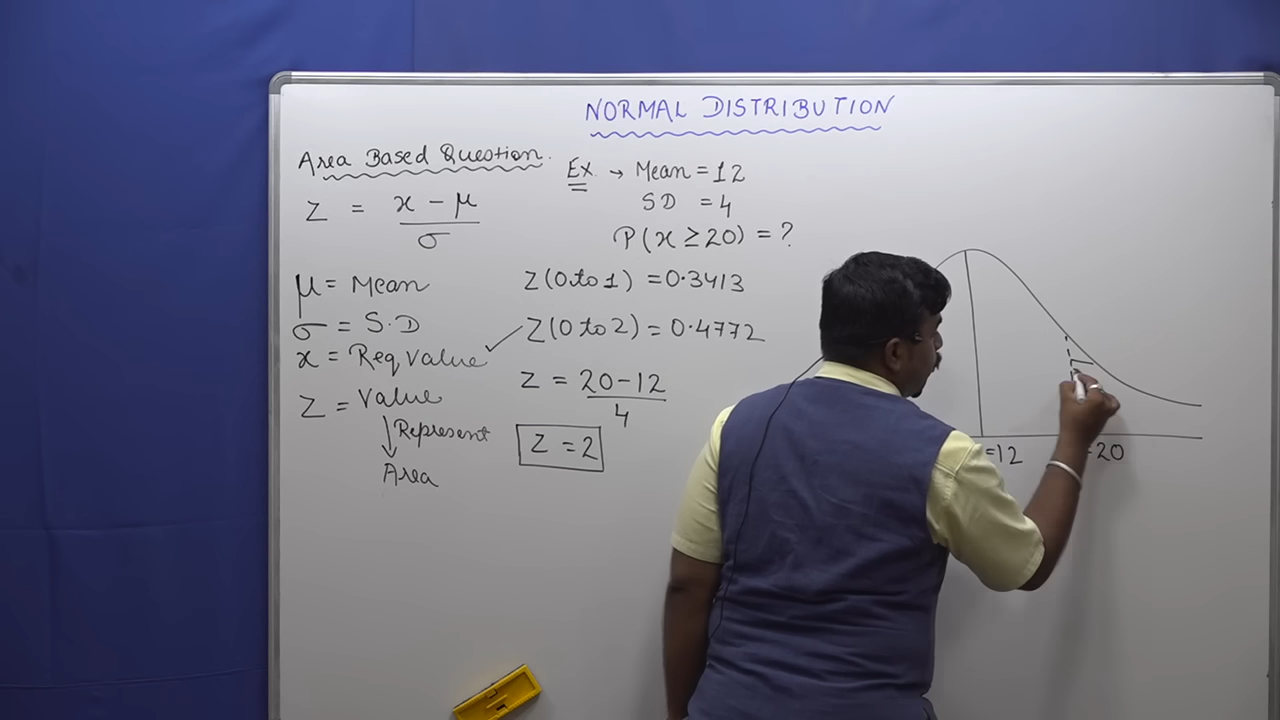 NORMAL DISTRIBUTION
Area Based Question.
Z = x - μ
σ
μ = Mean
σ = S.D
x = Req Value
Z = Value
Represent
Area
Ex. → Mean = 12
SD = 4
P(x ≥ 20) = ?
Z(0 to 1) = 0.3413
✓ Z(0 to 2) = 0.4772
Z = 20-12
4
Z = 2
=12
20